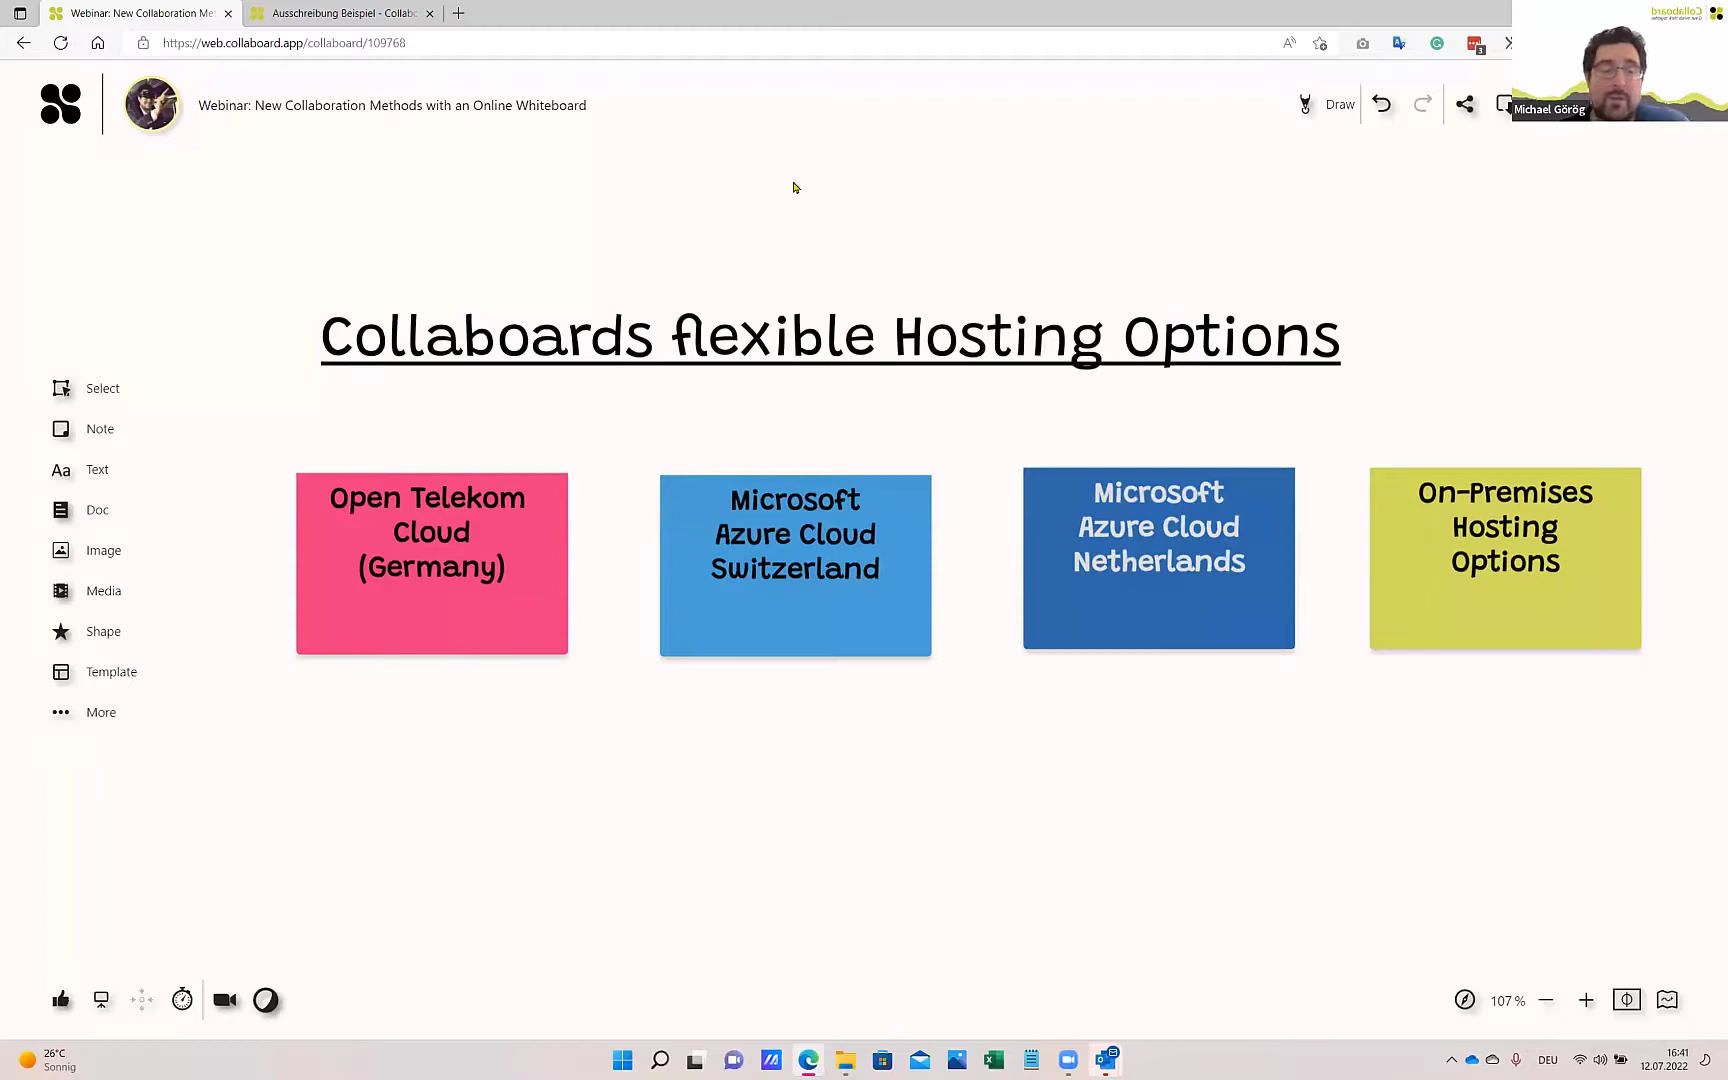 Webinar: New Collaboration Me
Ausschreibung Beispiel - Collabo
https://web.collaboard.app/collaboard/109768
Collaboard
Michael Görög
Webinar: New Collaboration Methods with an Online Whiteboard
Draw
Collaboards flexible Hosting Options
Select
Note
Aa Text
Doc
Image
Media
Shape
Template
More
Open Telekom
Cloud
(Germany)
Microsoft
Azure Cloud
Switzerland
Microsoft
Azure Cloud
Netherlands
On-Premises
Hosting
Options
107 %
26°C
Sonnig
DEU
16:41
12.07.2022